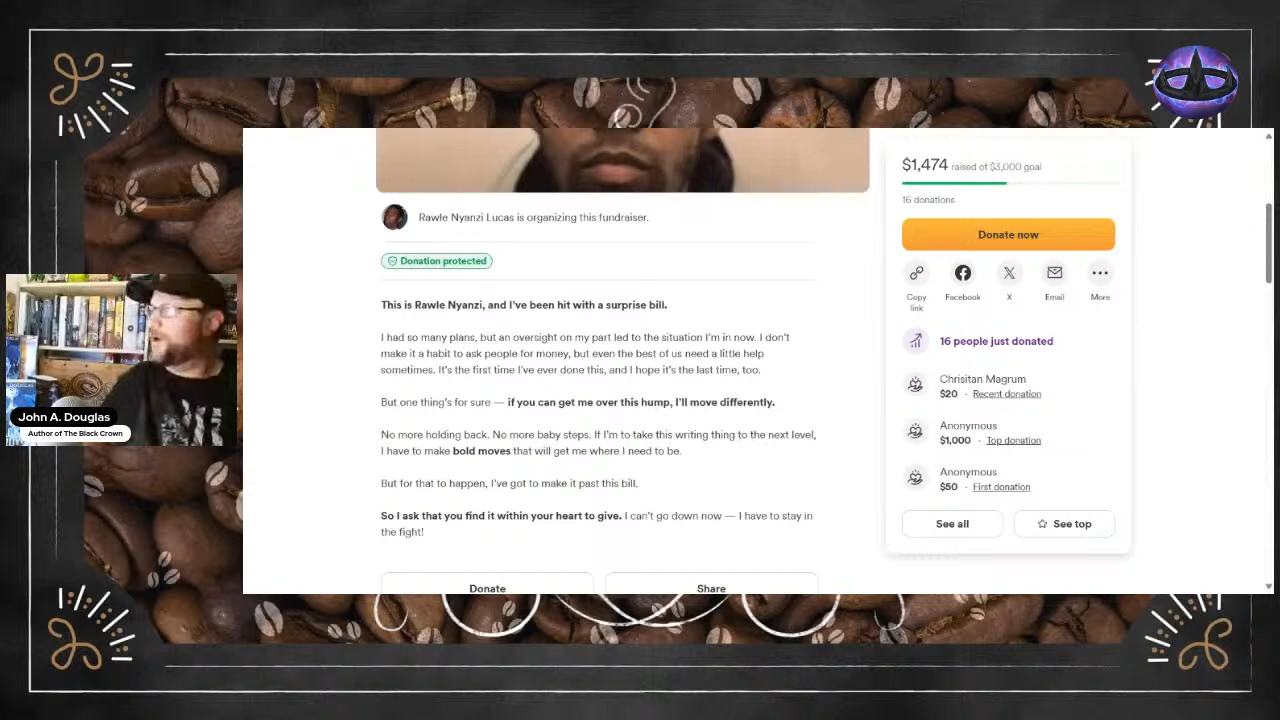 $1,474 raised of $3,000 goal
16 donations
Donate now
Rawle Nyanzi Lucas is organizing this fundraiser.
Donation protected
Copy link
Facebook
X
Email
More
This is Rawle Nyanzi, and I've been hit with a surprise bill.
I had so many plans, but an oversight on my part led to the situation I'm in now. I don't
make it a habit to ask people for money, but even the best of us need a little help
sometimes. It's the first time I've ever done this, and I hope it's the last time, too.
But one thing's for sure — if you can get me over this hump, I'll move differently.
No more holding back. No more baby steps. If I'm to take this writing thing to the next level,
I have to make bold moves that will get me where I need to be.
But for that to happen, I've got to make it past this bill.
So I ask that you find it within your heart to give. I can't go down now — I have to stay in
the fight!
Donate
Share
16 people just donated
Chrisitan Magrum
$20 · Recent donation
Anonymous
$1,000 · Top donation
Anonymous
$50 · First donation
See all
See top
John A. Douglas
Author of The Black Crown